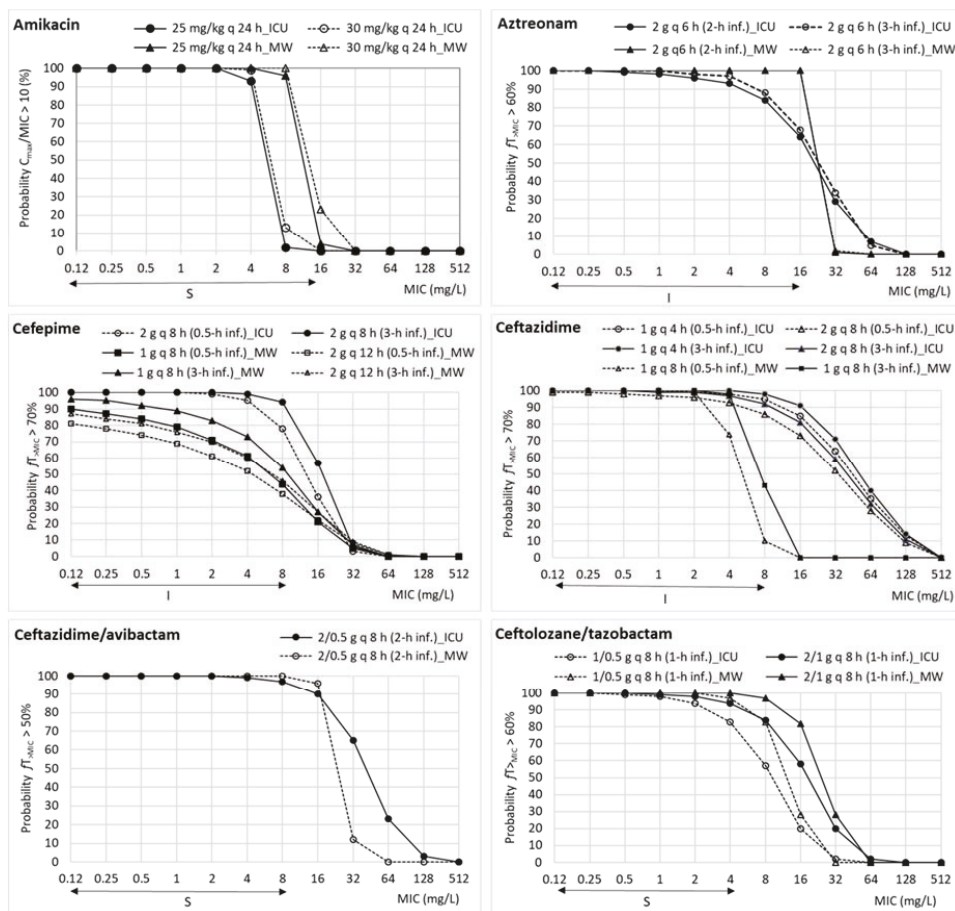 Amikacin
25 mg/kg q 24 h_ICU 30 mg/kg q 24 h_ICU
25 mg/kg q 24 h_MW 30 mg/kg q 24 h_MW
Probability Cmax/MIC > 10 (%)
100
90
80
70
60
50
40
30
20
10
0
0.12 0.25 0.5 1 2 4 8 16 32 64 128 512
S MIC (mg/L)
Aztreonam
2 g q 6 h (2-h inf.)_ICU 2 g q 6 h (3-h inf.)_ICU
2 g q6 h (2-h inf.)_MW 2 g q 6 h (3-h inf.)_MW
Probability fT>MIC > 60%
100
90
80
70
60
50
40
30
20
10
0
0.12 0.25 0.5 1 2 4 8 16 32 64 128 512
I MIC (mg/L)
Cefepime
2 g q 8 h (0.5-h inf.)_ICU 2 g q 8 h (3-h inf.)_ICU
1 g q 8 h (0.5-h inf.)_MW 2 g q 12 h (0.5-h inf.)_MW
1 g q 8 h (3-h inf.)_MW 2 g q 12 h (3-h inf.)_MW
Probability fT>MIC > 70%
100
90
80
70
60
50
40
30
20
10
0
0.12 0.25 0.5 1 2 4 8 16 32 64 128 512
I MIC (mg/L)
Ceftazidime
1 g q 4 h (0.5-h inf.)_ICU 2 g q 8 h (0.5-h inf.)_ICU
1 g q 4 h (3-h inf.)_ICU 2 g q 8 h (3-h inf.)_ICU
1 g q 8 h (0.5-h inf.)_MW 1 g q 8 h (3-h inf.)_MW
Probability fT>MIC > 70%
100
90
80
70
60
50
40
30
20
10
0
0.12 0.25 0.5 1 2 4 8 16 32 64 128 512
I MIC (mg/L)
Ceftazidime/avibactam
2/0.5 g q 8 h (2-h inf.)_ICU
2/0.5 g q 8 h (2-h inf.)_MW
Probability fT>MIC > 50%
100
90
80
70
60
50
40
30
20
10
0
0.12 0.25 0.5 1 2 4 8 16 32 64 128 512
S MIC (mg/L)
Ceftolozane/tazobactam
1/0.5 g q 8 h (1-h inf.)_ICU 2/1 g q 8 h (1-h inf.)_ICU
1/0.5 g q 8 h (1-h inf.)_MW 2/1 g q 8 h (1-h inf.)_MW
Probability fT>MIC > 60%
100
90
80
70
60
50
40
30
20
10
0
0.12 0.25 0.5 1 2 4 8 16 32 64 128 512
S MIC (mg/L)